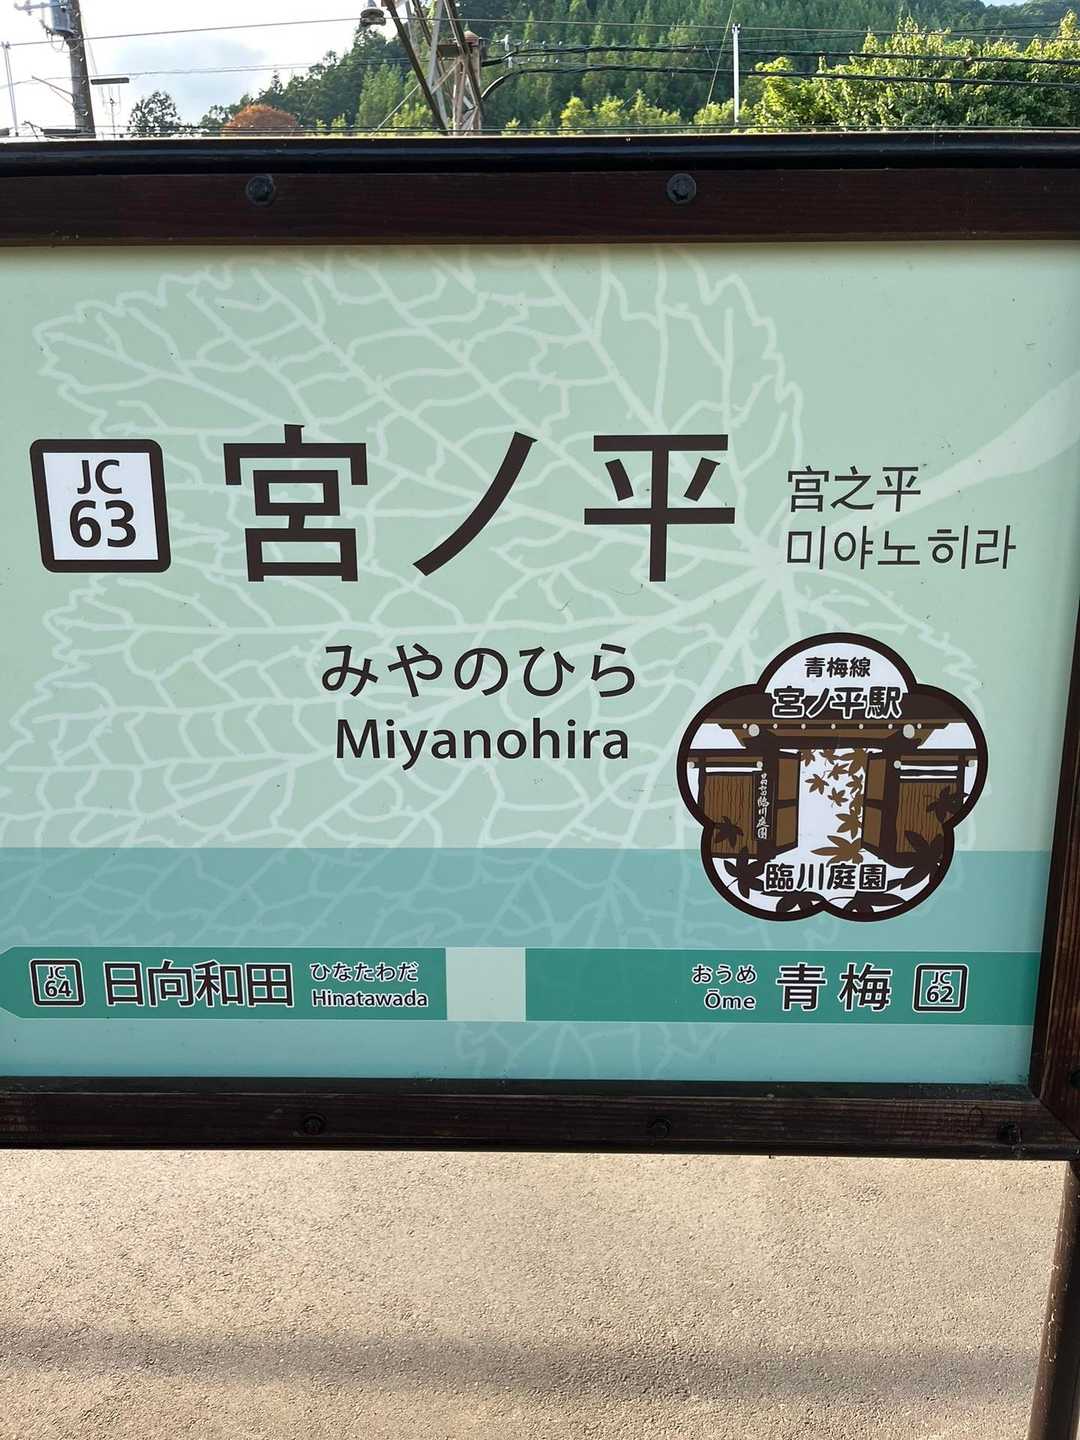 JC
63
宮ノ平
宮之平
미야노히라
みやのひら
Miyanohira
青梅線
宮ノ平駅
臨川庭園
JC
64
日向和田
ひなたわだ
Hinatawada
おうめ
Ōme
青梅
JC
62